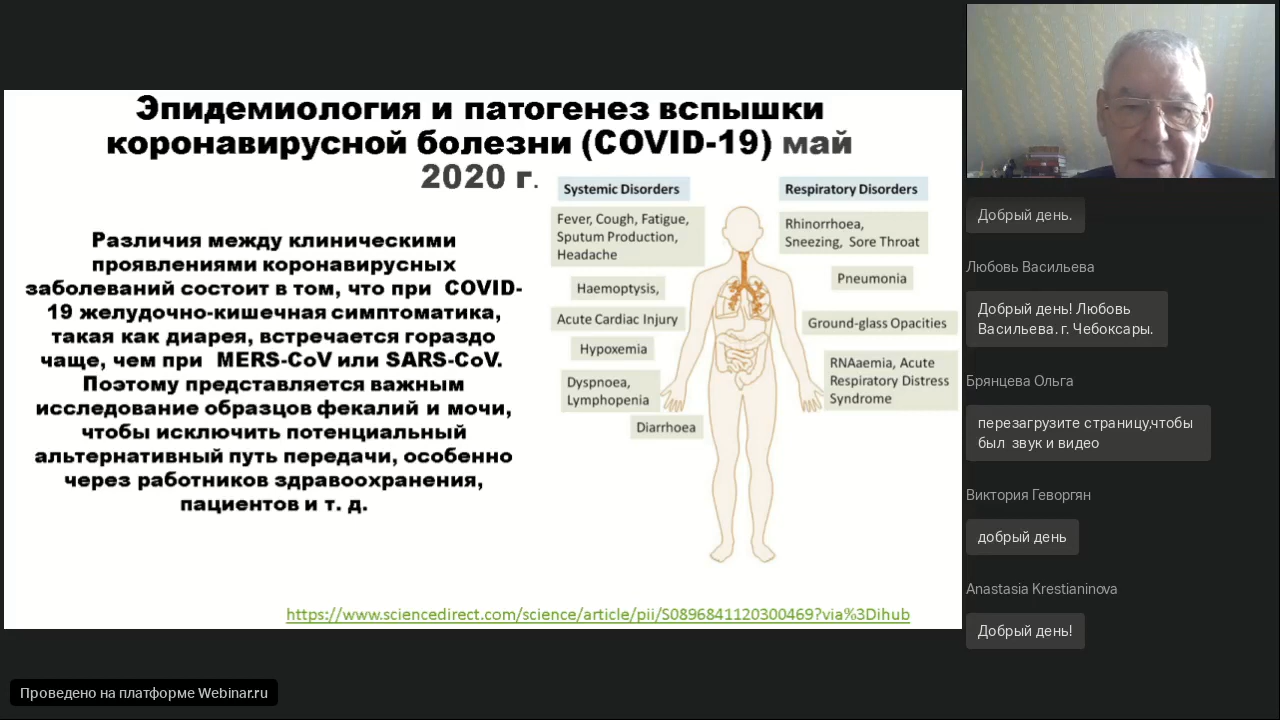 Эпидемиология и патогенез вспышки
коронавирусной болезни (COVID-19) май
2020 г.
Различия между клиническими
проявлениями коронавирусных
заболеваний состоит в том, что при COVID-
19 желудочно-кишечная симптоматика,
такая как диарея, встречается гораздо
чаще, чем при MERS-CoV или SARS-CoV.
Поэтому представляется важным
исследование образцов фекалий и мочи,
чтобы исключить потенциальный
альтернативный путь передачи, особенно
через работников здравоохранения,
пациентов и т. д.
Systemic Disorders
Fever, Cough, Fatigue,
Sputum Production,
Headache
Haemoptysis,
Acute Cardiac Injury
Hypoxemia
Dyspnoea,
Lymphopenia
Diarrhoea
Respiratory Disorders
Rhinorrhoea,
Sneezing, Sore Throat
Pneumonia
Ground-glass Opacities
RNAaemia, Acute
Respiratory Distress
Syndrome
https://www.sciencedirect.com/science/article/pii/S0896841120300469?via%3Dihub
Проведено на платформе Webinar.ru
Добрый день.
Любовь Васильева
Добрый день! Любовь
Васильева. г. Чебоксары.
Брянцева Ольга
перезагрузите страницу,чтобы
был звук и видео
Виктория Геворгян
добрый день
Anastasia Krestianinova
Добрый день!